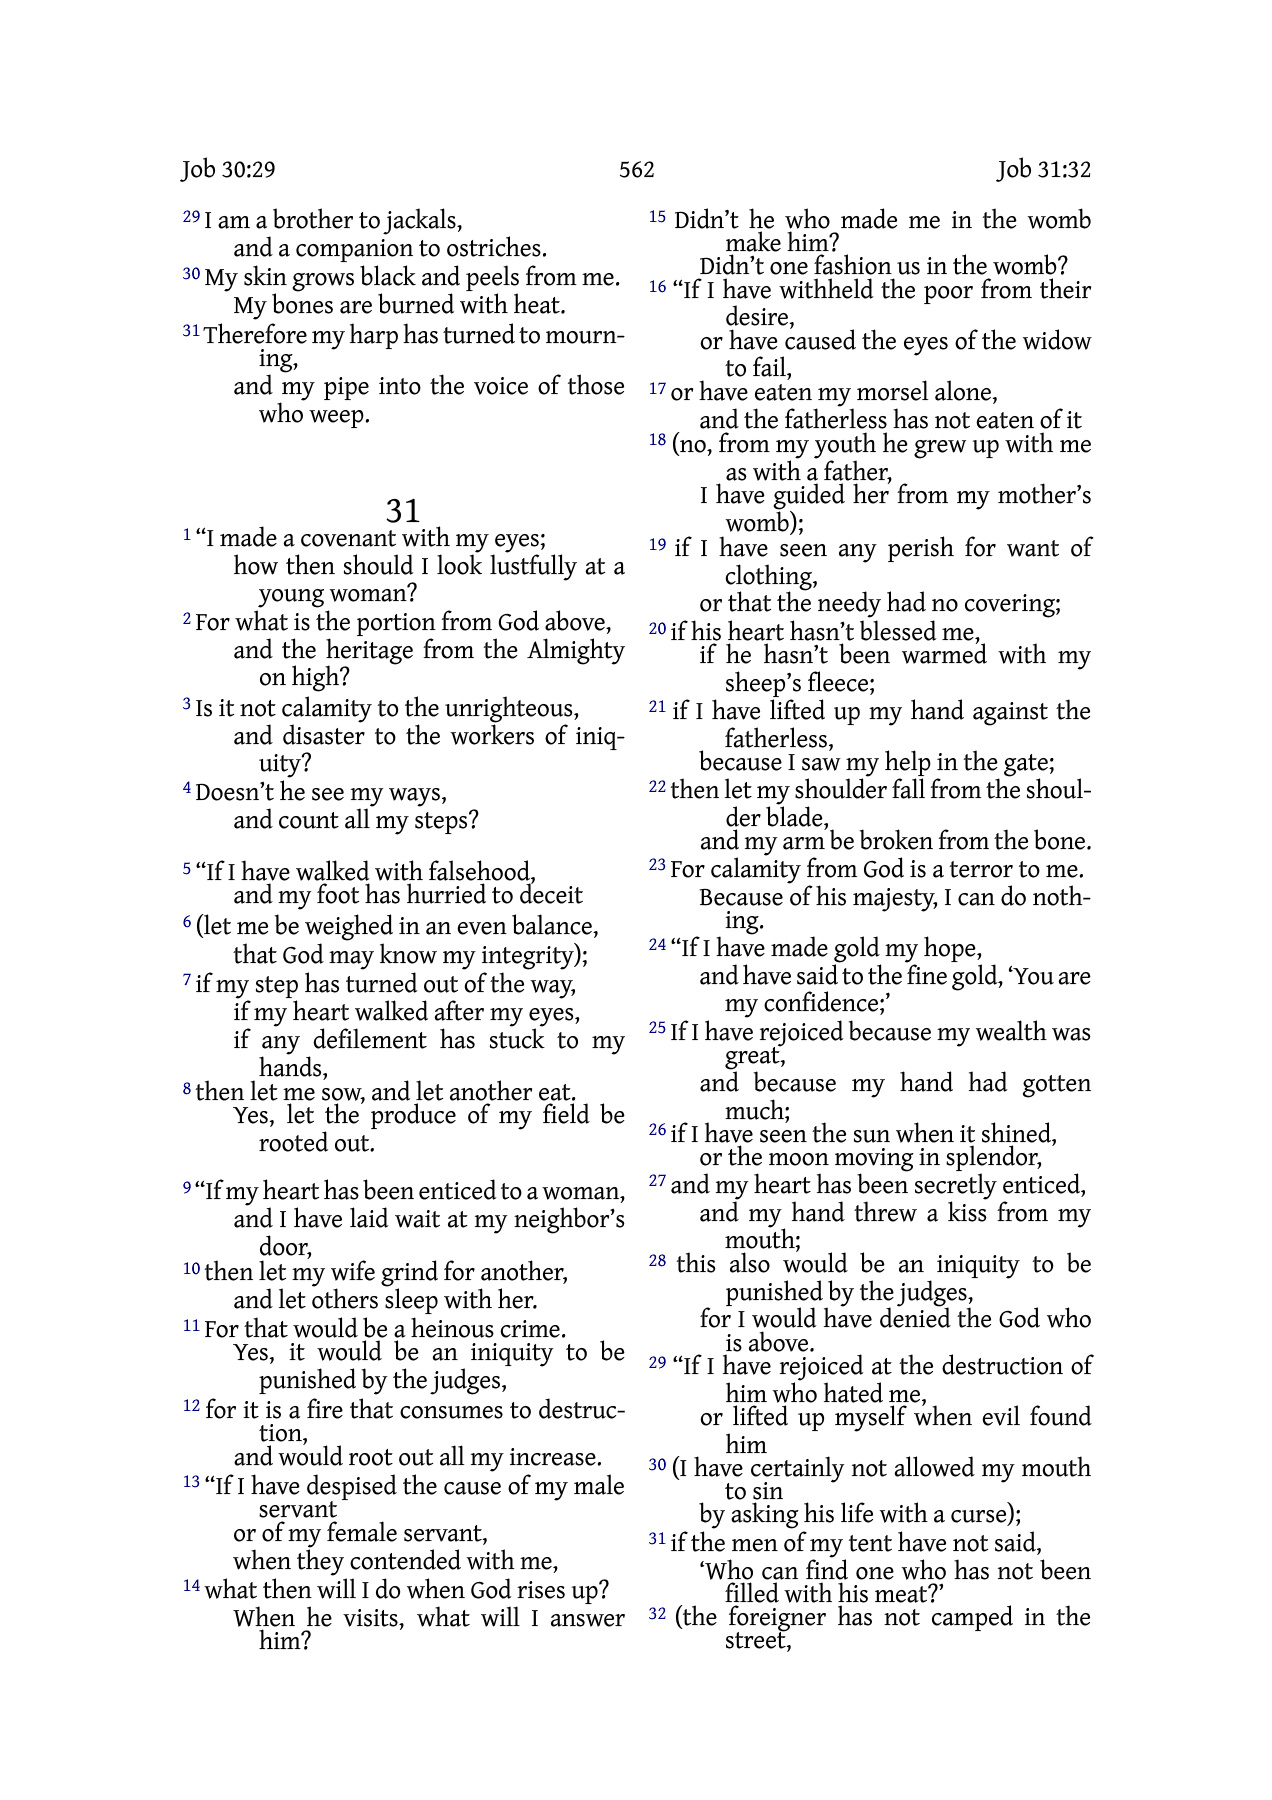 Job 30:29 562 Job 31:32
29 I am a brother to jackals,
and a companion to ostriches.
30 My skin grows black and peels from me.
My bones are burned with heat.
31 Therefore my harp has turned to mourn-
ing,
and my pipe into the voice of those
who weep.
31
1 “I made a covenant with my eyes;
how then should I look lustfully at a
young woman?
2 For what is the portion from God above,
and the heritage from the Almighty
on high?
3 Is it not calamity to the unrighteous,
and disaster to the workers of iniq-
uity?
4 Doesn’t he see my ways,
and count all my steps?
5 “If I have walked with falsehood,
and my foot has hurried to deceit
6 (let me be weighed in an even balance,
that God may know my integrity);
7 if my step has turned out of the way,
if my heart walked after my eyes,
if any defilement has stuck to my
hands,
8 then let me sow, and let another eat.
Yes, let the produce of my field be
rooted out.
9 “If my heart has been enticed to a woman,
and I have laid wait at my neighbor’s
door,
10 then let my wife grind for another,
and let others sleep with her.
11 For that would be a heinous crime.
Yes, it would be an iniquity to be
punished by the judges,
12 for it is a fire that consumes to destruc-
tion,
and would root out all my increase.
13 “If I have despised the cause of my male
servant
or of my female servant,
when they contended with me,
14 what then will I do when God rises up?
When he visits, what will I answer
him?
15 Didn’t he who made me in the womb
make him?
Didn’t one fashion us in the womb?
16 “If I have withheld the poor from their
desire,
or have caused the eyes of the widow
to fail,
17 or have eaten my morsel alone,
and the fatherless has not eaten of it
18 (no, from my youth he grew up with me
as with a father,
I have guided her from my mother’s
womb);
19 if I have seen any perish for want of
clothing,
or that the needy had no covering;
20 if his heart hasn’t blessed me,
if he hasn’t been warmed with my
sheep’s fleece;
21 if I have lifted up my hand against the
fatherless,
because I saw my help in the gate;
22 then let my shoulder fall from the shoul-
der blade,
and my arm be broken from the bone.
23 For calamity from God is a terror to me.
Because of his majesty, I can do noth-
ing.
24 “If I have made gold my hope,
and have said to the fine gold, ‘You are
my confidence;’
25 If I have rejoiced because my wealth was
great,
and because my hand had gotten
much;
26 if I have seen the sun when it shined,
or the moon moving in splendor,
27 and my heart has been secretly enticed,
and my hand threw a kiss from my
mouth;
28 this also would be an iniquity to be
punished by the judges,
for I would have denied the God who
is above.
29 “If I have rejoiced at the destruction of
him who hated me,
or lifted up myself when evil found
him
30 (I have certainly not allowed my mouth
to sin
by asking his life with a curse);
31 if the men of my tent have not said,
‘Who can find one who has not been
filled with his meat?’
32 (the foreigner has not camped in the
street,